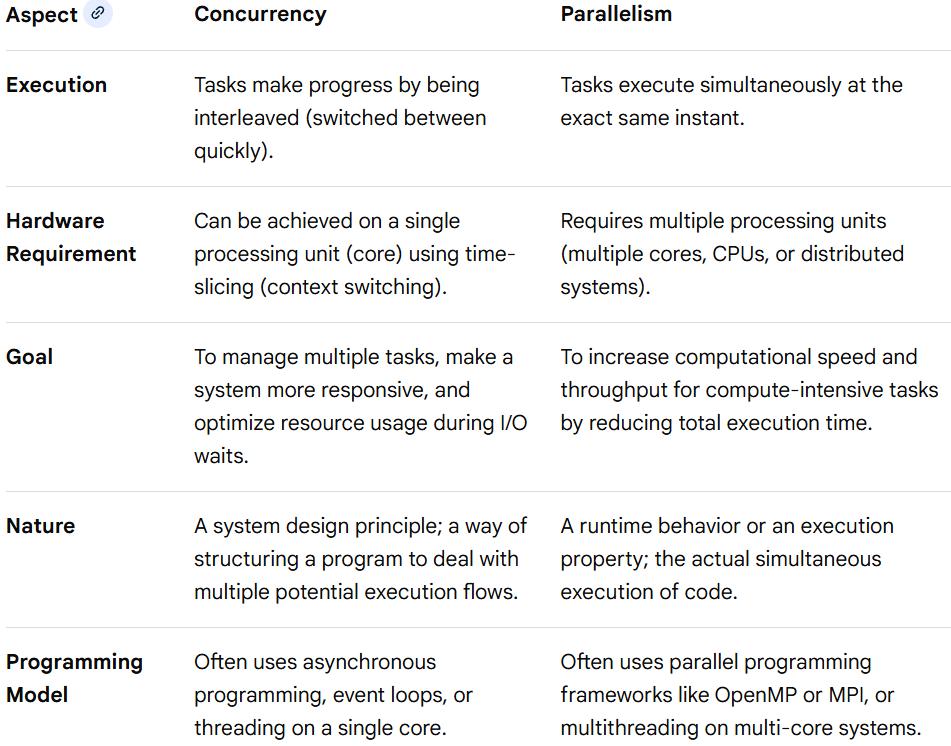 Aspect Concurrency Parallelism
Execution Tasks make progress by being Tasks execute simultaneously at the
interleaved (switched between exact same instant.
quickly).
Hardware Can be achieved on a single Requires multiple processing units
Requirement processing unit (core) using time- (multiple cores, CPUs, or distributed
slicing (context switching). systems).
Goal To manage multiple tasks, make a To increase computational speed and
system more responsive, and throughput for compute-intensive tasks
optimize resource usage during I/O by reducing total execution time.
waits.
Nature A system design principle; a way of A runtime behavior or an execution
structuring a program to deal with property; the actual simultaneous
multiple potential execution flows. execution of code.
Programming Often uses asynchronous Often uses parallel programming
Model programming, event loops, or frameworks like OpenMP or MPI, or
threading on a single core. multithreading on multi-core systems.